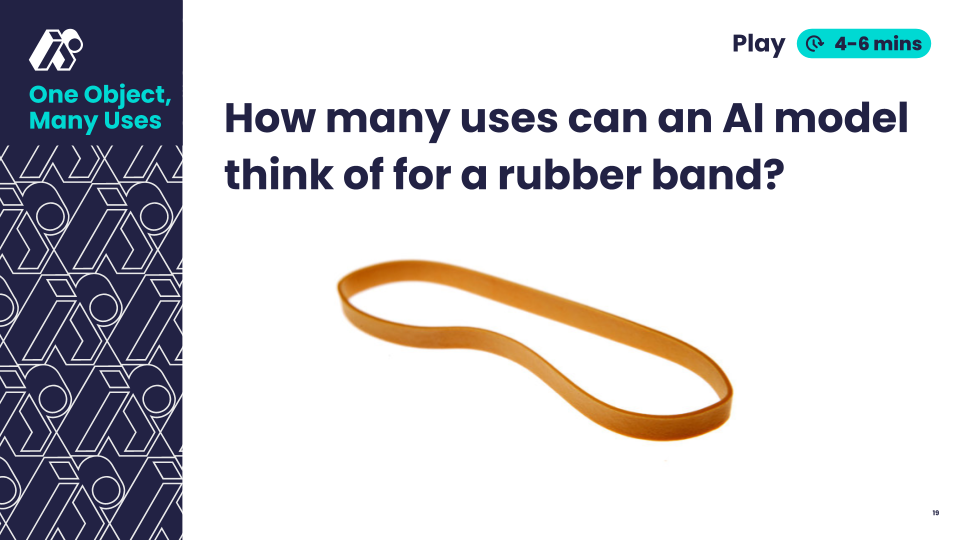 One Object,
Many Uses
Play
4-6 mins
How many uses can an AI model
think of for a rubber band?
19